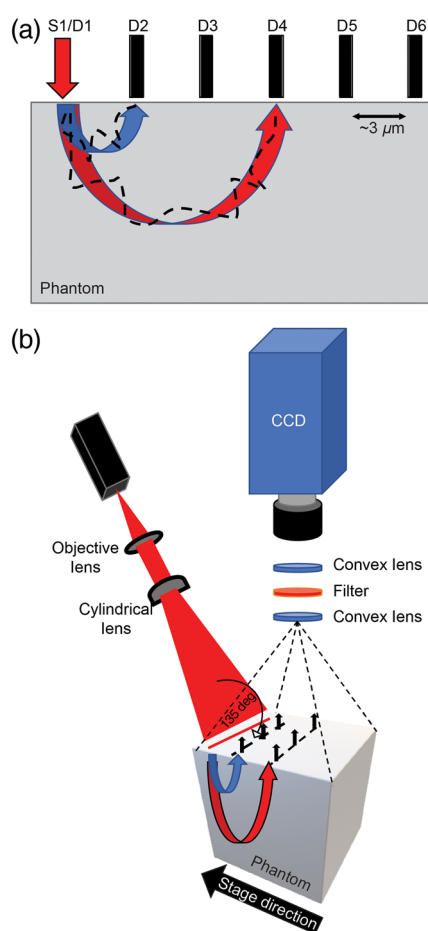 (a)
S1/D1 D2 D3 D4 D5 D6
~3 μm
Phantom
(b)
CCD
Objective
lens
Convex lens
Filter
Cylindrical
lens
Convex lens
135 deg
Phantom
Stage direction